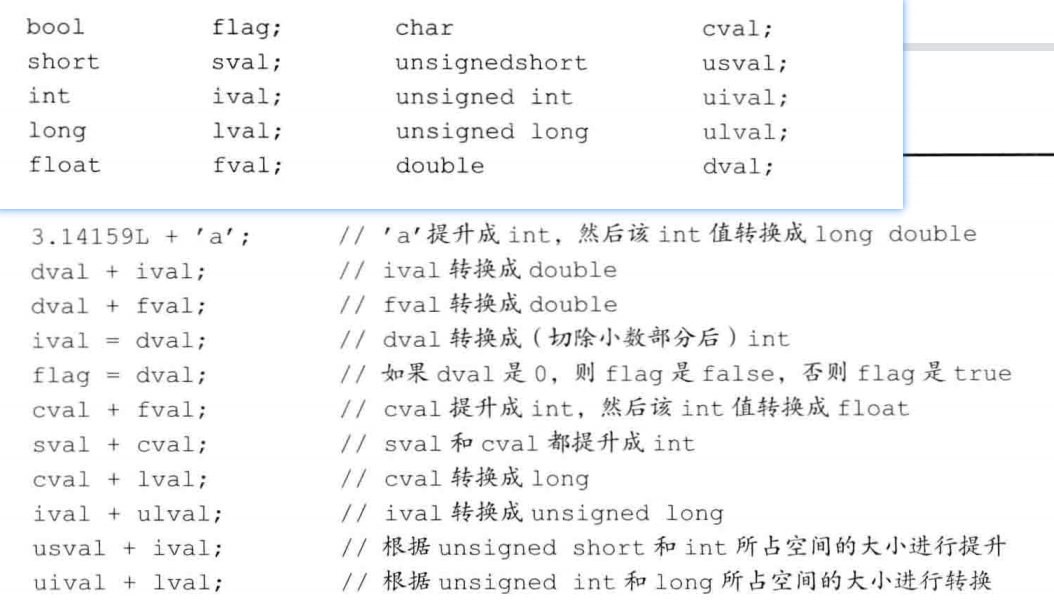 bool flag; char cval;
short sval; unsignedshort usval;
int ival; unsigned int uival;
long lval; unsigned long ulval;
float fval; double dval;
3.14159L + 'a'; // 'a'提升成 int，然后该 int 值转换成 long double
dval + ival; // ival 转换成 double
dval + fval; // fval 转换成 double
ival = dval; // dval 转换成（切除小数部分后）int
flag = dval; // 如果 dval 是 0，则 flag 是 false，否则 flag 是 true
cval + fval; // cval 提升成 int，然后该 int 值转换成 float
sval + cval; // sval 和 cval 都提升成 int
cval + lval; // cval 转换成 long
ival + ulval; // ival 转换成 unsigned long
usval + ival; // 根据 unsigned short 和 int 所占空间的大小进行提升
uival + lval; // 根据 unsigned int 和 long 所占空间的大小进行转换